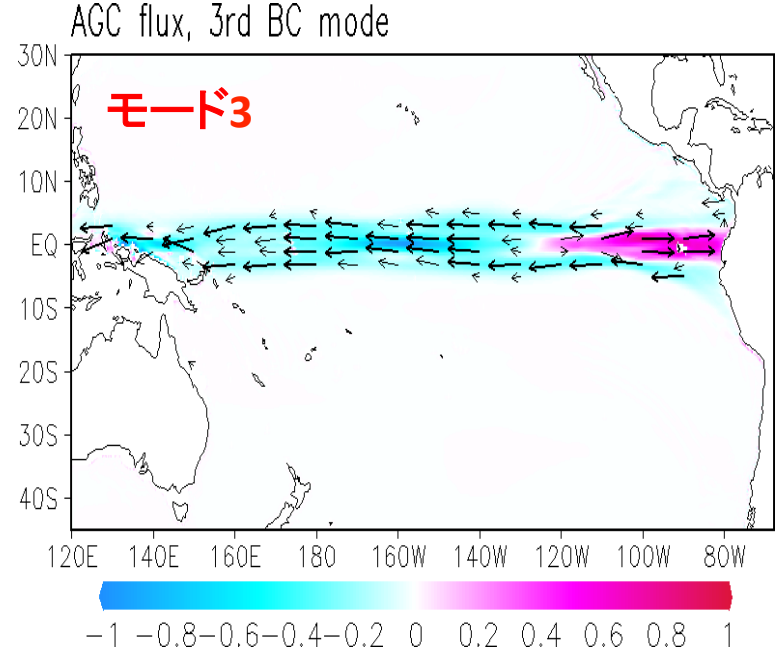 AGC flux, 3rd BC mode
モード3
30N
20N
10N
EQ
10S
20S
30S
40S
120E 140E 160E 180 160W 140W 120W 100W 80W
-1 -0.8 -0.6 -0.4 -0.2 0 0.2 0.4 0.6 0.8 1